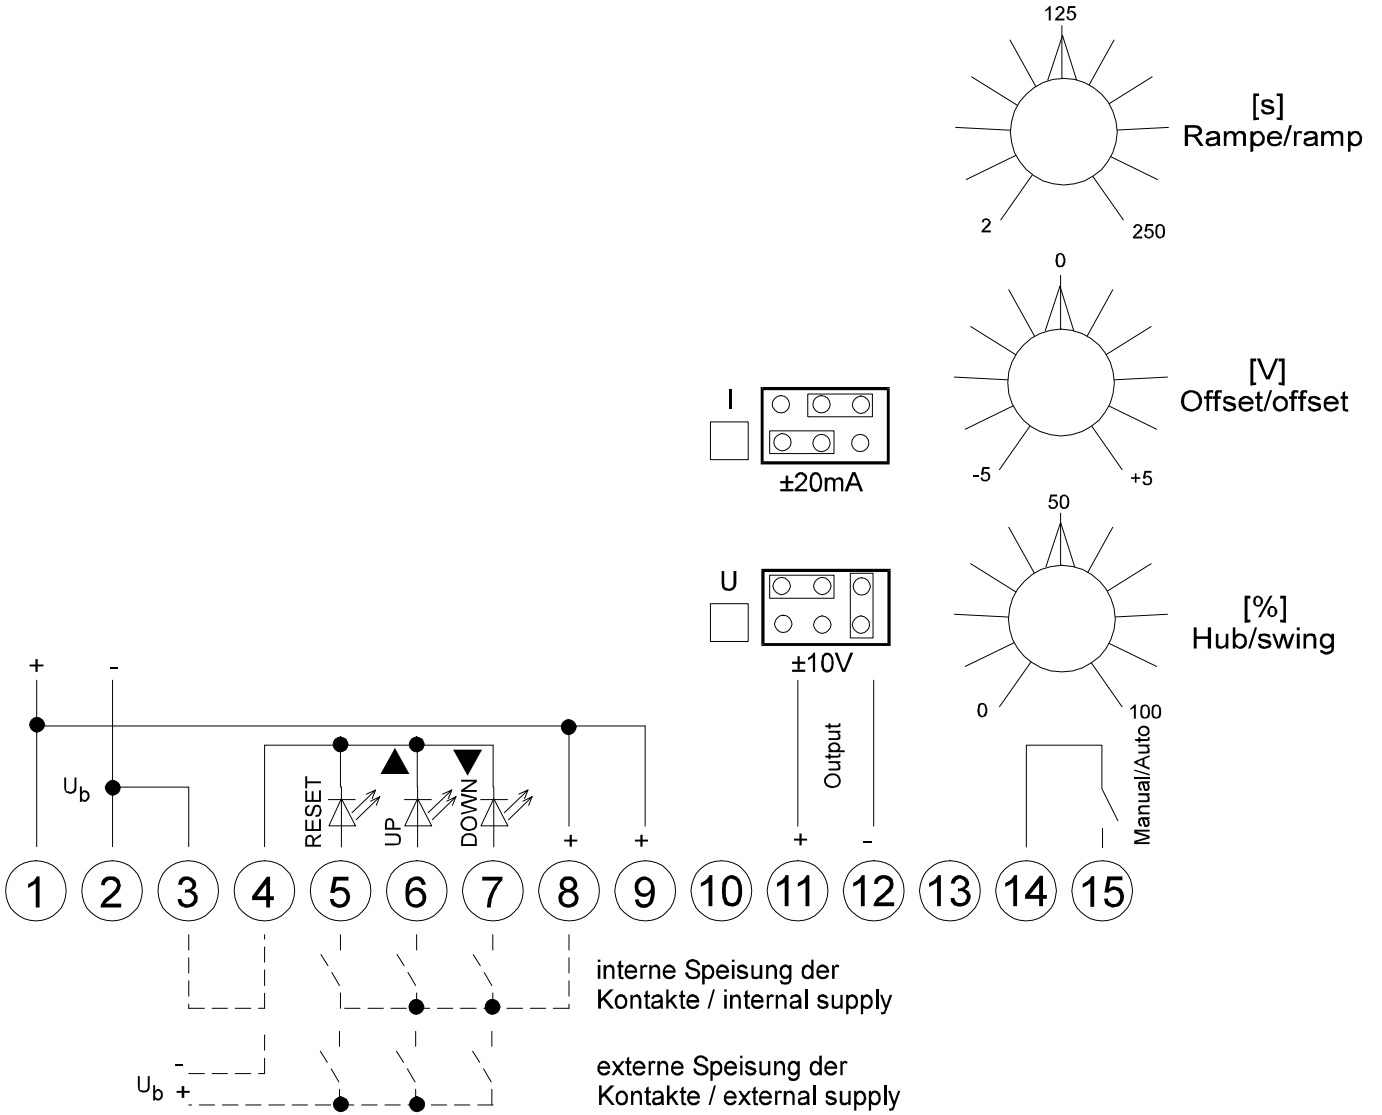 125
[s]
Rampe/ramp
2
250
0
[V]
Offset/offset
-5
+5
I
±20mA
50
[%]
Hub/swing
0
100
U
±10V
+
-
U_b
RESET
UP
DOWN
+
+
Output
+
-
Manual/Auto
1 2 3 4 5 6 7 8 9 10 11 12 13 14 15
interne Speisung der
Kontakte / internal supply
-
U_b +
externe Speisung der
Kontakte / external supply